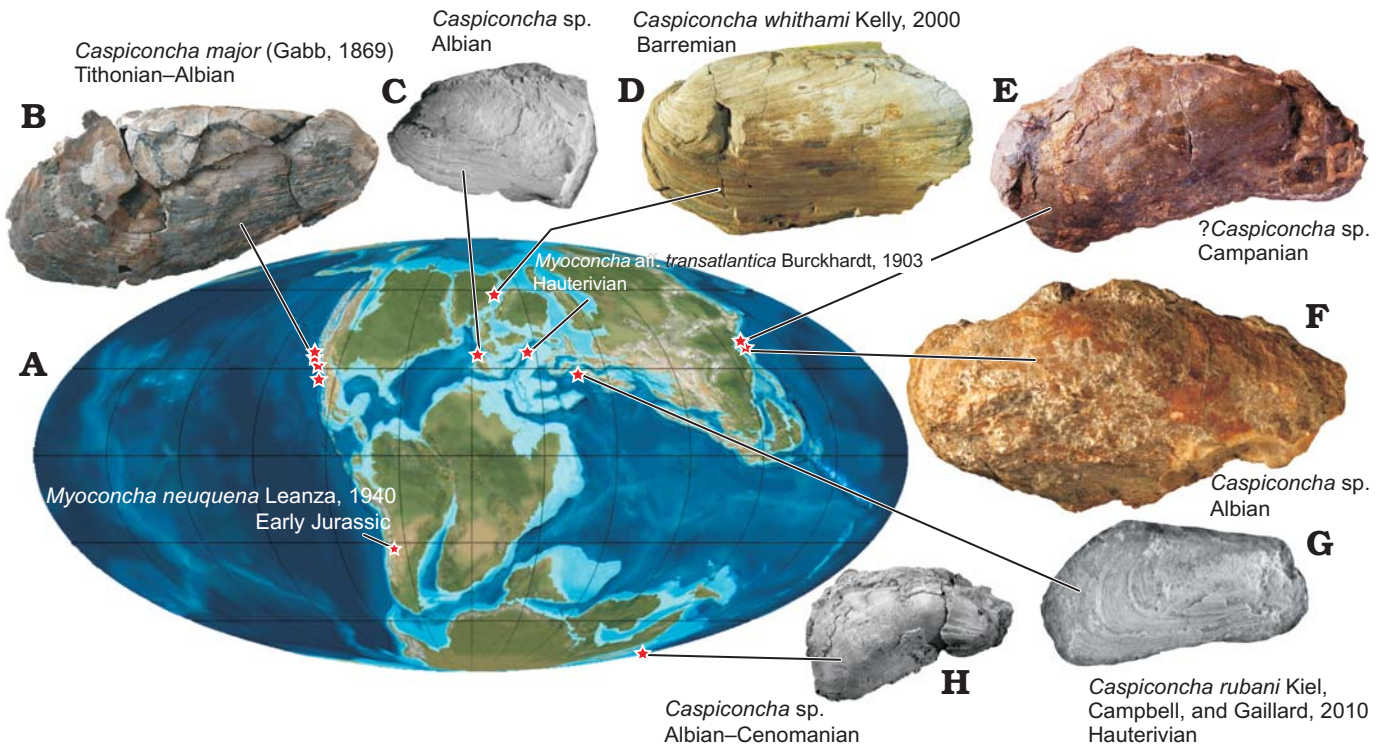 Caspiconcha major (Gabb, 1869)
Tithonian–Albian
B
Caspiconcha sp.
Albian
C
Caspiconcha whithami Kelly, 2000
Barremian
D
E
?Caspiconcha sp.
Campanian
Myoconcha aff. transatlantica Burckhardt, 1903
Hauterivian
F
Caspiconcha sp.
Albian
A
Myoconcha neuquena Leanza, 1940
Early Jurassic
G
Caspiconcha rubani Kiel,
Campbell, and Gaillard, 2010
Hauterivian
H
Caspiconcha sp.
Albian–Cenomanian